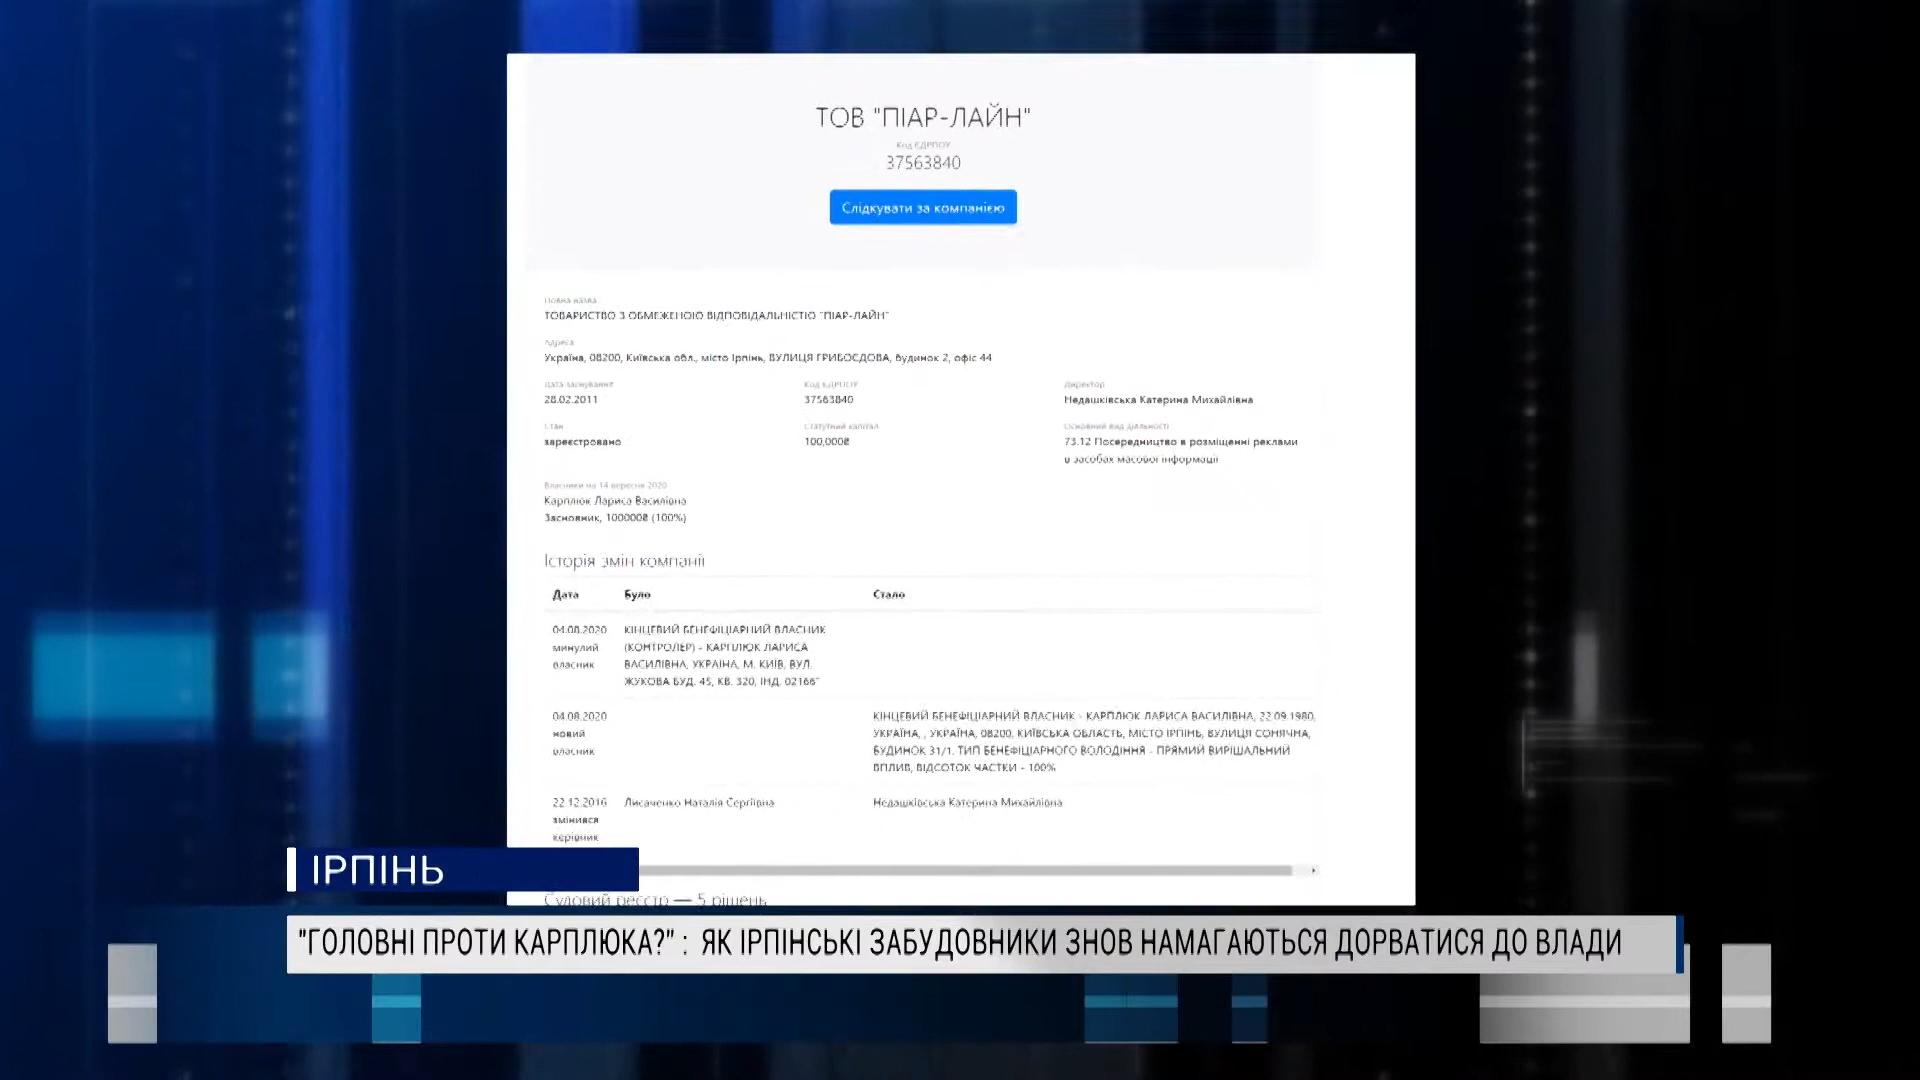 ТОВ "ПІАР-ЛАЙН"
Код ЄДРПОУ
37563840
Слідкувати за компанією
Повна назва
ТОВАРИСТВО З ОБМЕЖЕНОЮ ВІДПОВІДАЛЬНІСТЮ "ПІАР-ЛАЙН"
Адреса
Україна, 08200, Київська обл., місто Ірпінь, ВУЛИЦЯ ГРИБОЄДОВА, будинок 2, офіс 44
Дата заснування Код ЄДРПОУ Директор
28.02.2011 37563840 Недашківська Катерина Михайлівна
Стан Статутний капітал Основний вид діяльності
зареєстровано 100,000₴ 73.12 Посередництво в розміщенні реклами
в засобах масової інформації
Власники на 14 вересня 2020
Карплюк Лариса Василівна
Засновник, 100000₴ (100%)
Історія змін компанії
Дата Було Стало
04.08.2020 КІНЦЕВИЙ БЕНЕФІЦІАРНИЙ ВЛАСНИК
минулий (КОНТРОЛЕР) - КАРПЛЮК ЛАРИСА
власник ВАСИЛІВНА, УКРАЇНА, М. КИЇВ, ВУЛ.
ЖУКОВА БУД. 45, КВ. 320, ІНД. 02166"
04.08.2020 КІНЦЕВИЙ БЕНЕФІЦІАРНИЙ ВЛАСНИК - КАРПЛЮК ЛАРИСА ВАСИЛІВНА, 22.09.1980,
новий УКРАЇНА, , УКРАЇНА, 08200, КИЇВСЬКА ОБЛАСТЬ, МІСТО ІРПІНЬ, ВУЛИЦЯ СОНЯЧНА,
власник БУДИНОК 31/1. ТИП БЕНЕФІЦІАРНОГО ВОЛОДІННЯ - ПРЯМИЙ ВИРІШАЛЬНИЙ
ВПЛИВ, ВІДСОТОК ЧАСТКИ - 100%
22.12.2016 Лисаченко Наталія Сергіївна Недашківська Катерина Михайлівна
змінився
керівник
Судовий реєстр — 5 рішень
ІРПІНЬ
"ГОЛОВНІ ПРОТИ КАРПЛЮКА?" : ЯК ІРПІНСЬКІ ЗАБУДОВНИКИ ЗНОВ НАМАГАЮТЬСЯ ДОРВАТИСЯ ДО ВЛАДИ